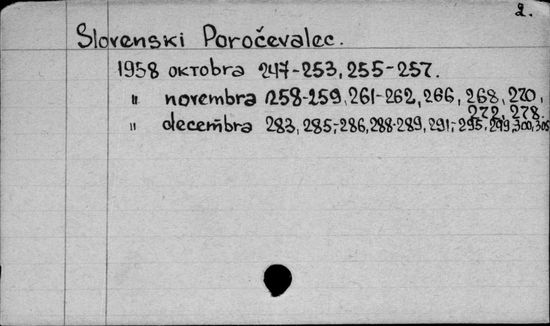 2.
Slovenski Poročevalec.
1958 oktobra 247-253, 255-257.
" novembra 258-259, 261-262, 266, 268, 270,
272, 278.
" decembra 283, 285,-286, 288-289, 291,-295, 299, 300, 305